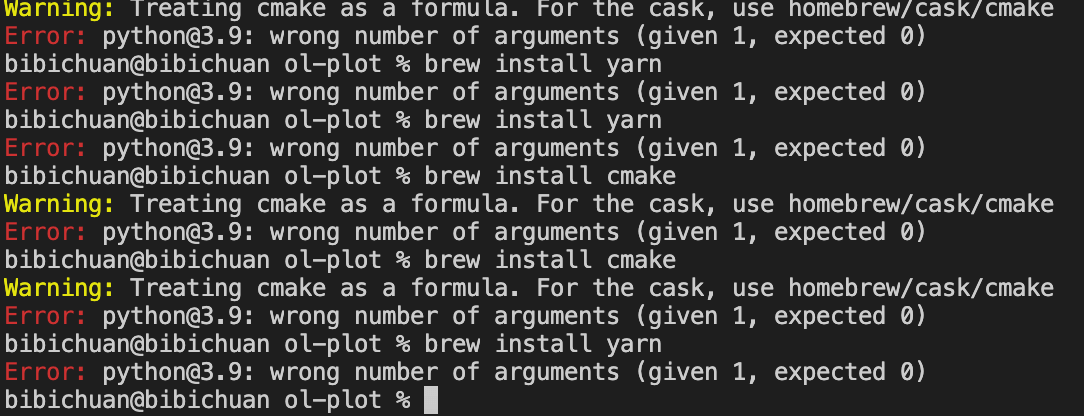 Warning: Treating cmake as a formula. For the cask, use homebrew/cask/cmake
Error: python@3.9: wrong number of arguments (given 1, expected 0)
bibichuan@bibichuan ol-plot % brew install yarn
Error: python@3.9: wrong number of arguments (given 1, expected 0)
bibichuan@bibichuan ol-plot % brew install yarn
Error: python@3.9: wrong number of arguments (given 1, expected 0)
bibichuan@bibichuan ol-plot % brew install cmake
Warning: Treating cmake as a formula. For the cask, use homebrew/cask/cmake
Error: python@3.9: wrong number of arguments (given 1, expected 0)
bibichuan@bibichuan ol-plot % brew install cmake
Warning: Treating cmake as a formula. For the cask, use homebrew/cask/cmake
Error: python@3.9: wrong number of arguments (given 1, expected 0)
bibichuan@bibichuan ol-plot % brew install yarn
Error: python@3.9: wrong number of arguments (given 1, expected 0)
bibichuan@bibichuan ol-plot %